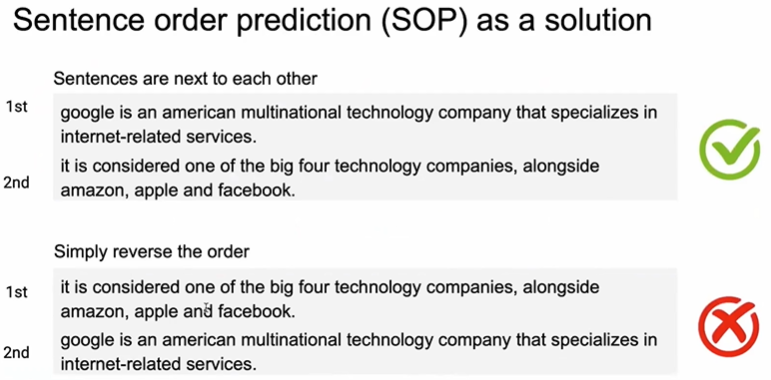 Sentence order prediction (SOP) as a solution
Sentences are next to each other
1st
google is an american multinational technology company that specializes in
internet-related services.
2nd
it is considered one of the big four technology companies, alongside
amazon, apple and facebook.
Simply reverse the order
1st
it is considered one of the big four technology companies, alongside
amazon, apple and facebook.
2nd
google is an american multinational technology company that specializes in
internet-related services.